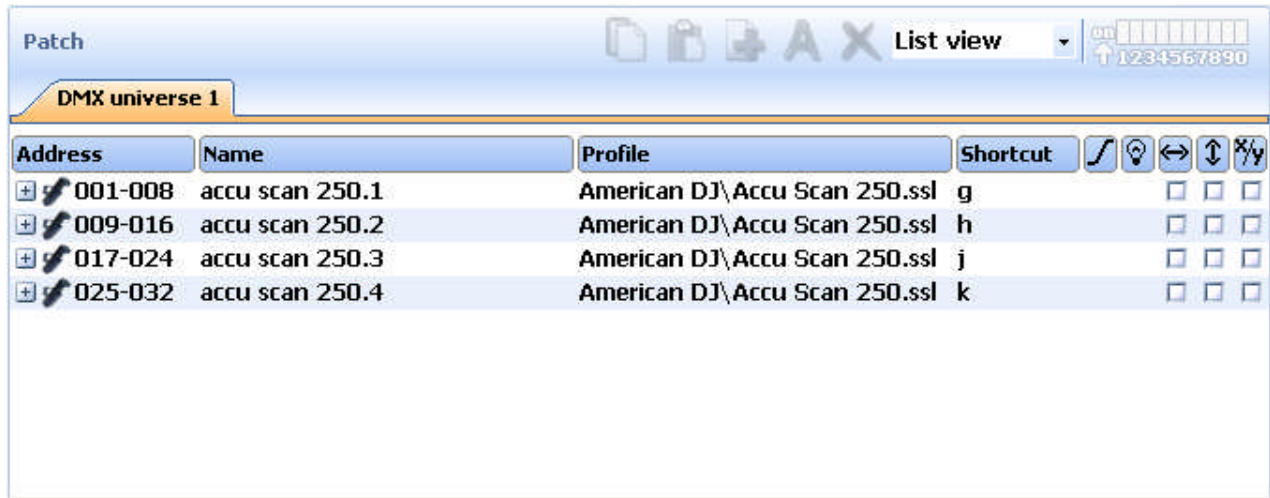 Patch A List view on 1234567890
DMX universe 1
Address Name Profile Shortcut x/y
001-008 accu scan 250.1 American DJ\Accu Scan 250.ssl g
009-016 accu scan 250.2 American DJ\Accu Scan 250.ssl h
017-024 accu scan 250.3 American DJ\Accu Scan 250.ssl j
025-032 accu scan 250.4 American DJ\Accu Scan 250.ssl k